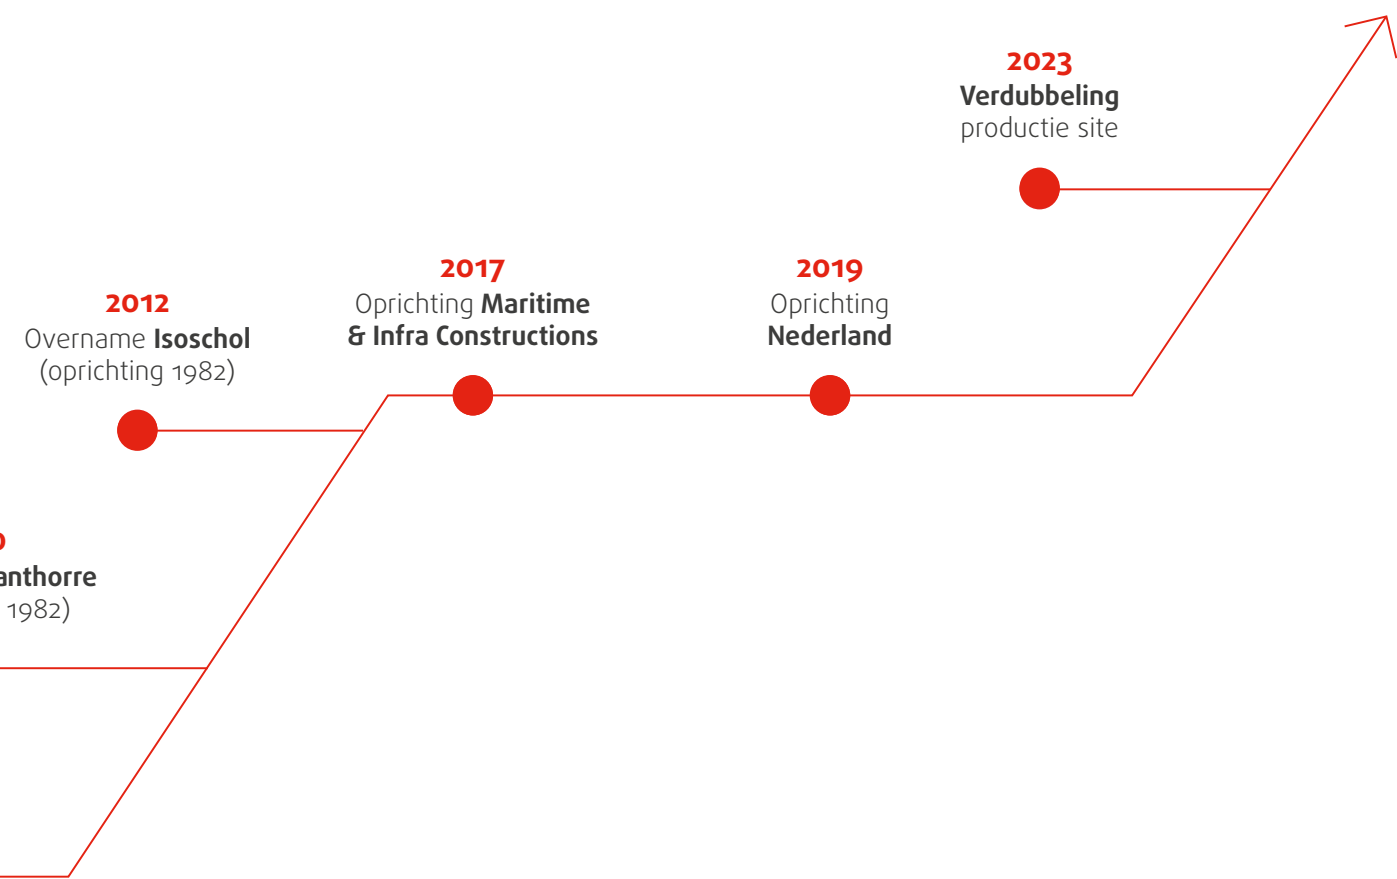 2023
Verdubbeling
productie site
2017
Oprichting Maritime
& Infra Constructions
2019
Oprichting
Nederland
2012
Overname Isoschol
(oprichting 1982)
anthorre
1982)